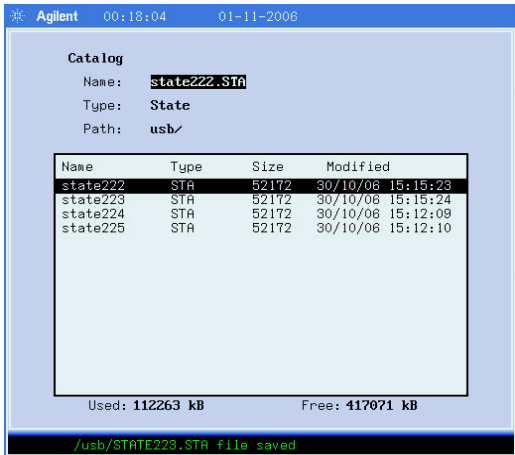 Agilent 00:18:04 01-11-2006
Catalog
Name: state222.STA
Type: State
Path: usb/
Name Type Size Modified
state222 STA 52172 30/10/06 15:15:23
state223 STA 52172 30/10/06 15:15:24
state224 STA 52172 30/10/06 15:12:09
state225 STA 52172 30/10/06 15:12:10
Used: 112263 kB Free: 417071 kB
/usb/STATE223.STA file saved